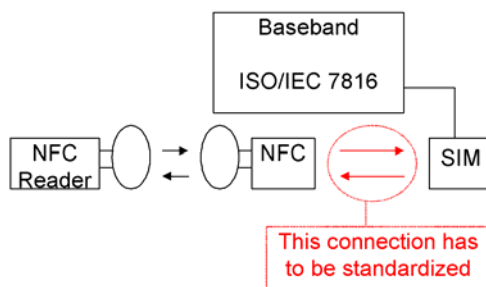 Baseband
ISO/IEC 7816
NFC
Reader
NFC
SIM
This connection has
to be standardized